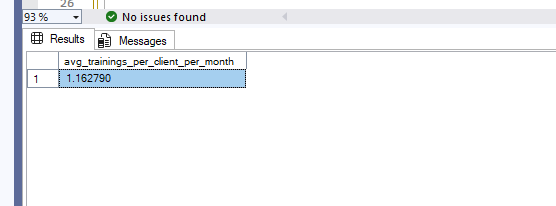 26
93 %
No issues found
Results
Messages
avg_trainings_per_client_per_month
1
1.162790